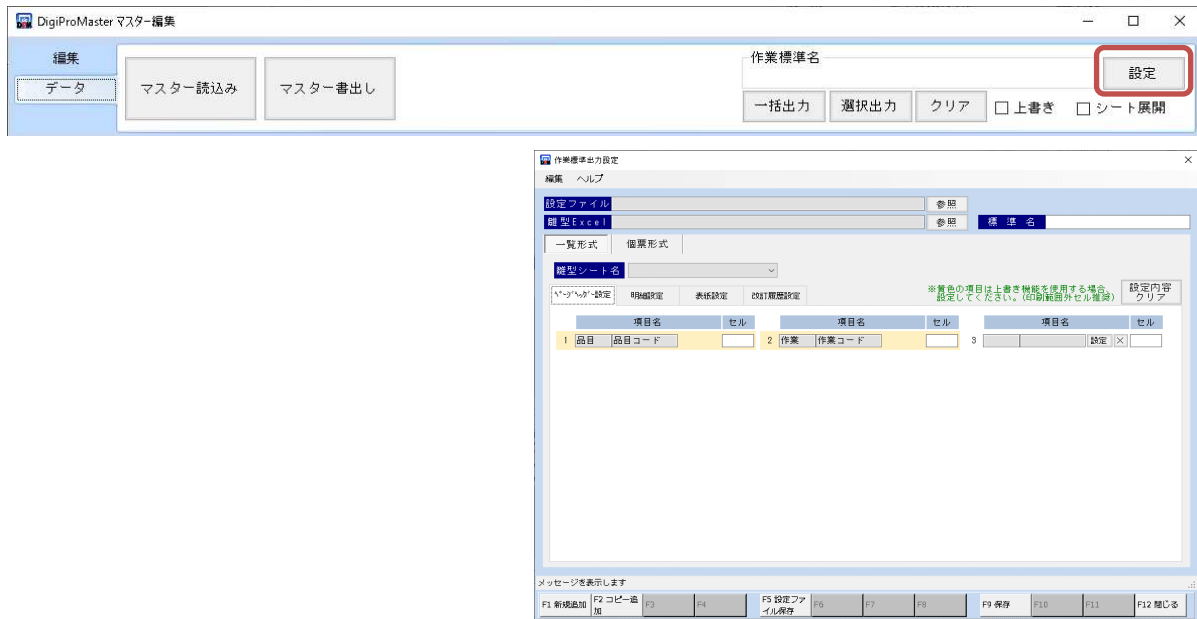 DigiProMaster マスター編集
編集
データ
マスター読込み
マスター書出し
作業標準名
設定
一括出力
選択出力
クリア
上書き
シート展開
作業標準出力設定
編集 ヘルプ
設定ファイル 参照
雛型Excel 参照 標準名
一覧形式 個票形式
雛型シート名
ﾍﾟｰｼﾞﾍｯﾀﾞｰ設定 明細設定 表紙設定 改訂履歴設定
※黄色の項目は上書き機能を使用する場合、
設定してください。(印刷範囲外セル推奨)
設定内容
クリア
項目名 セル 項目名 セル 項目名 セル
1 品目 品目コード 2 作業 作業コード 3 設定 ×
メッセージを表示します
F1 新規追加 F2 コピー追加 F3 F4 F5 設定ファイル保存 F6 F7 F8 F9 保存 F10 F11 F12 閉じる